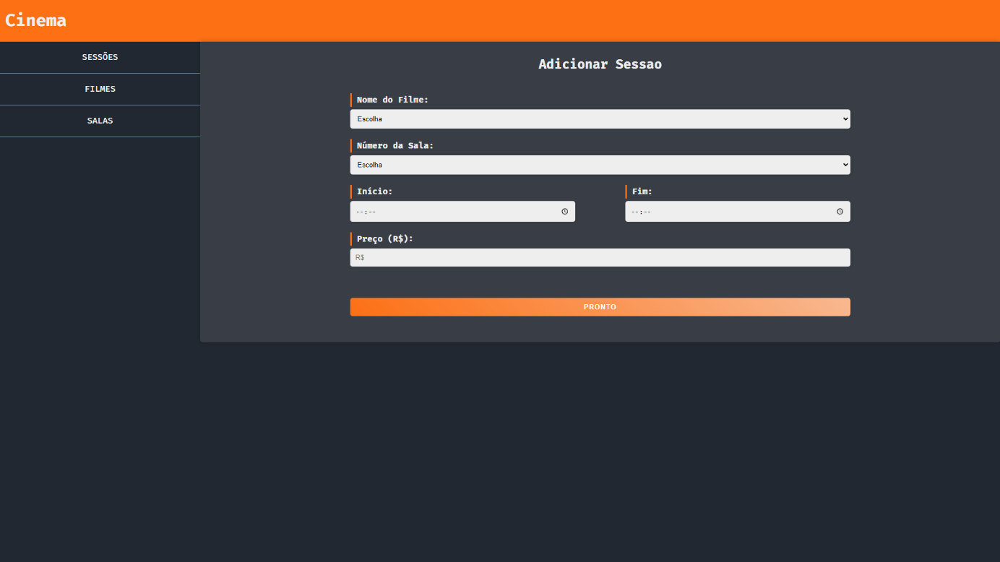 Cinema
SESSÕES
FILMES
SALAS
Adicionar Sessao
Nome do Filme:
Escolha
Número da Sala:
Escolha
Início: Fim:
--:-- --:--
Preço (R$):
R$
PRONTO